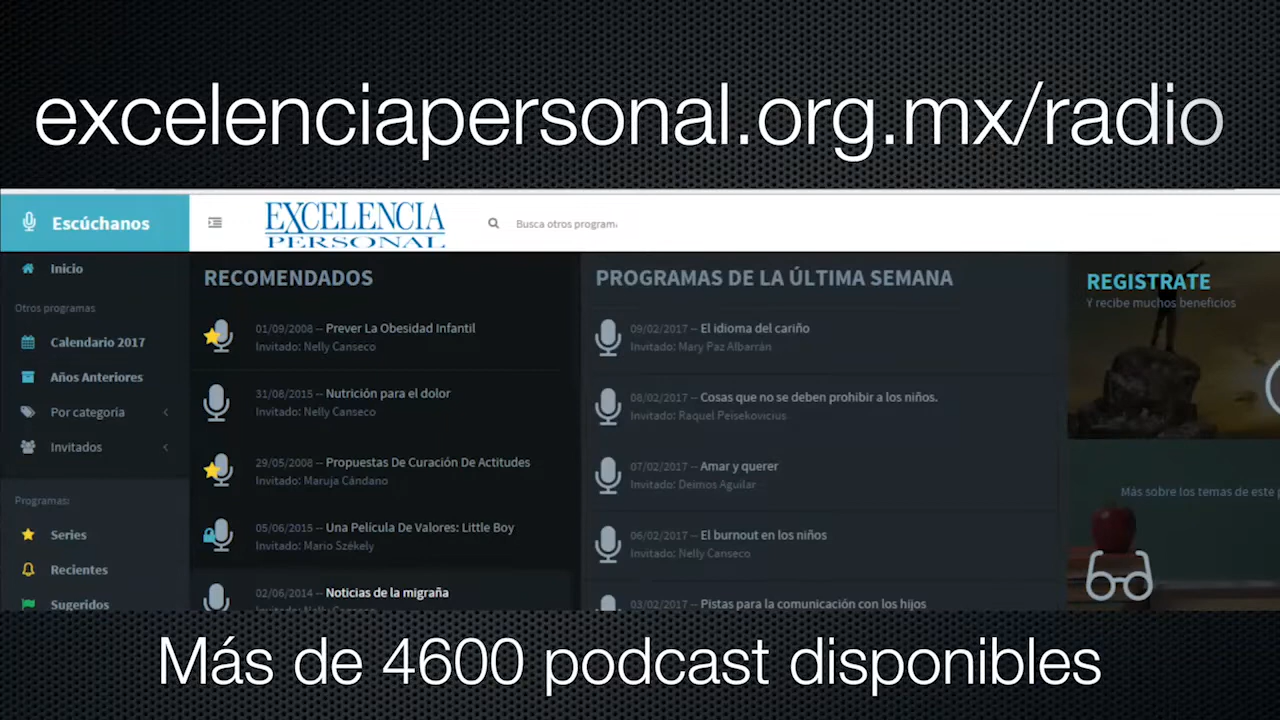 excelenciapersonal.org.mx/radio
Escúchanos
EXCELENCIA
PERSONAL
Busca otros programa
Inicio
Otros programas
Calendario 2017
Años Anteriores
Por categoría
Invitados
Programas:
Series
Recientes
Sugeridos
RECOMENDADOS
01/09/2008 -- Prever La Obesidad Infantil
Invitado: Nelly Canseco
31/08/2015 -- Nutrición para el dolor
Invitado: Nelly Canseco
29/05/2008 -- Propuestas De Curación De Actitudes
Invitado: Maruja Cándano
05/06/2015 -- Una Película De Valores: Little Boy
Invitado: Mario Székely
02/06/2014 -- Noticias de la migraña
Invitado: Nelly Canseco
PROGRAMAS DE LA ÚLTIMA SEMANA
09/02/2017 -- El idioma del cariño
Invitado: Mary Paz Albarrán
08/02/2017 -- Cosas que no se deben prohibir a los niños.
Invitado: Raquel Peisekovicius
07/02/2017 -- Amar y querer
Invitado: Deimos Aguilar
06/02/2017 -- El burnout en los niños
Invitado: Nelly Canseco
03/02/2017 -- Pistas para la comunicación con los hijos
REGISTRATE
Y recibe muchos beneficios
Más sobre los temas de este
Más de 4600 podcast disponibles